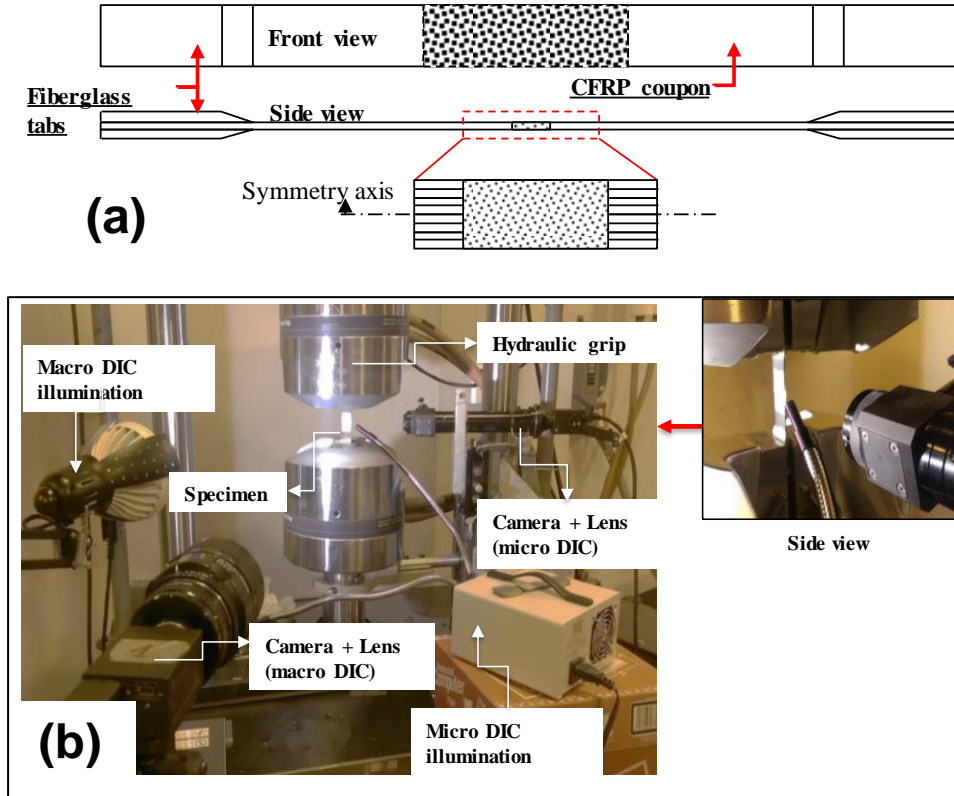 Front view
Fiberglass
tabs
CFRP coupon
Side view
Symmetry axis
(a)
Hydraulic grip
Macro DIC
illumination
Specimen
Camera + Lens
(micro DIC)
Side view
Camera + Lens
(macro DIC)
Micro DIC
illumination
(b)